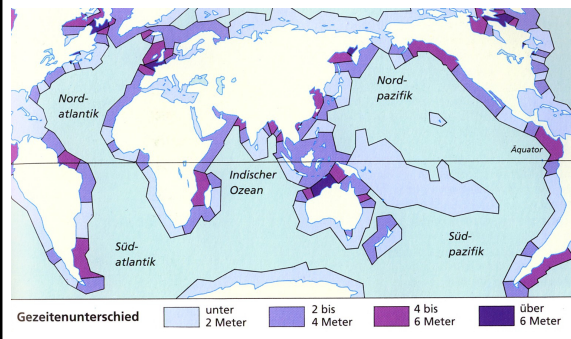 Nord-
atlantik
Nord-
pazifik
Äquator
Indischer
Ozean
Süd-
atlantik
Süd-
pazifik
Gezeitenunterschied
unter
2 Meter
2 bis
4 Meter
4 bis
6 Meter
über
6 Meter